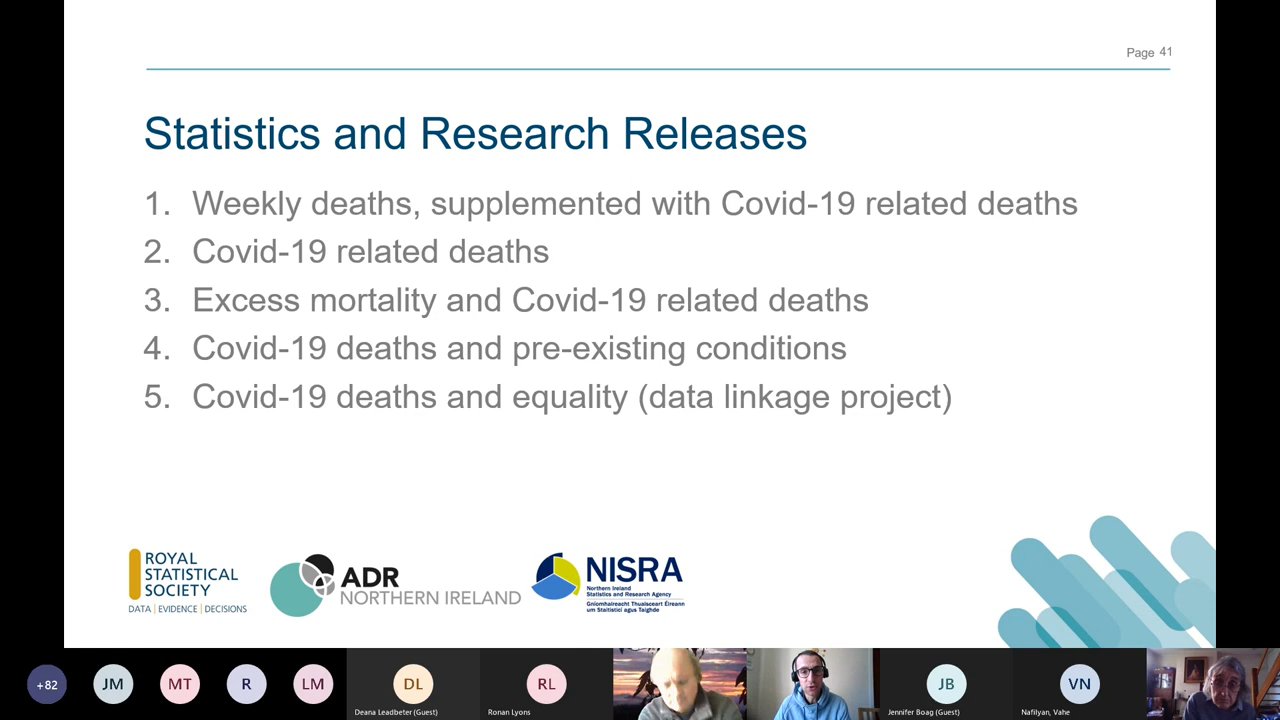 Page 41
Statistics and Research Releases
1. Weekly deaths, supplemented with Covid-19 related deaths
2. Covid-19 related deaths
3. Excess mortality and Covid-19 related deaths
4. Covid-19 deaths and pre-existing conditions
5. Covid-19 deaths and equality (data linkage project)
ROYAL
STATISTICAL
SOCIETY
DATA | EVIDENCE | DECISIONS
ADR
NORTHERN IRELAND
NISRA
Northern Ireland
Statistics and Research Agency
Gníomhaireacht Thuaisceart Éireann
um Staitisticí agus Taighde
+82
JM
MT
R
LM
DL
Deana Leadbeter (Guest)
RL
Ronan Lyons
JB
Jennifer Boag (Guest)
VN
Nafilyan, Vahe